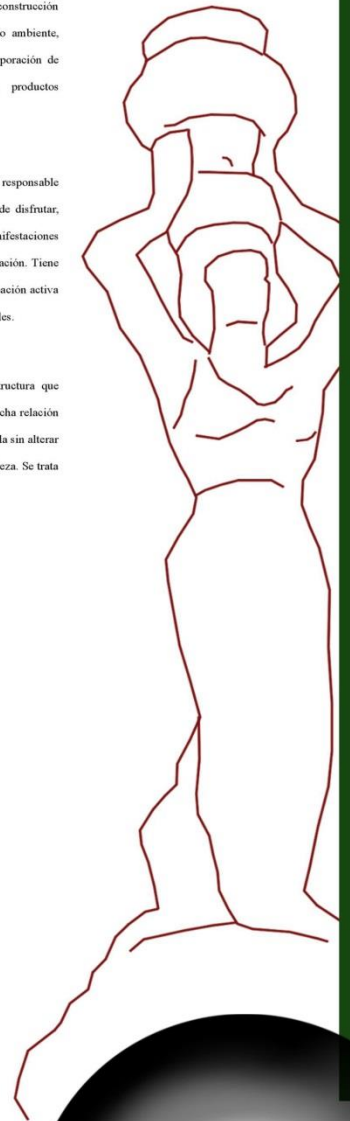 construcción
o ambiente,
poración de
productos
responsable
de disfrutar,
nifestaciones
ación. Tiene
ación activa
les.
ructura que
cha relación
la sin alterar
eza. Se trata